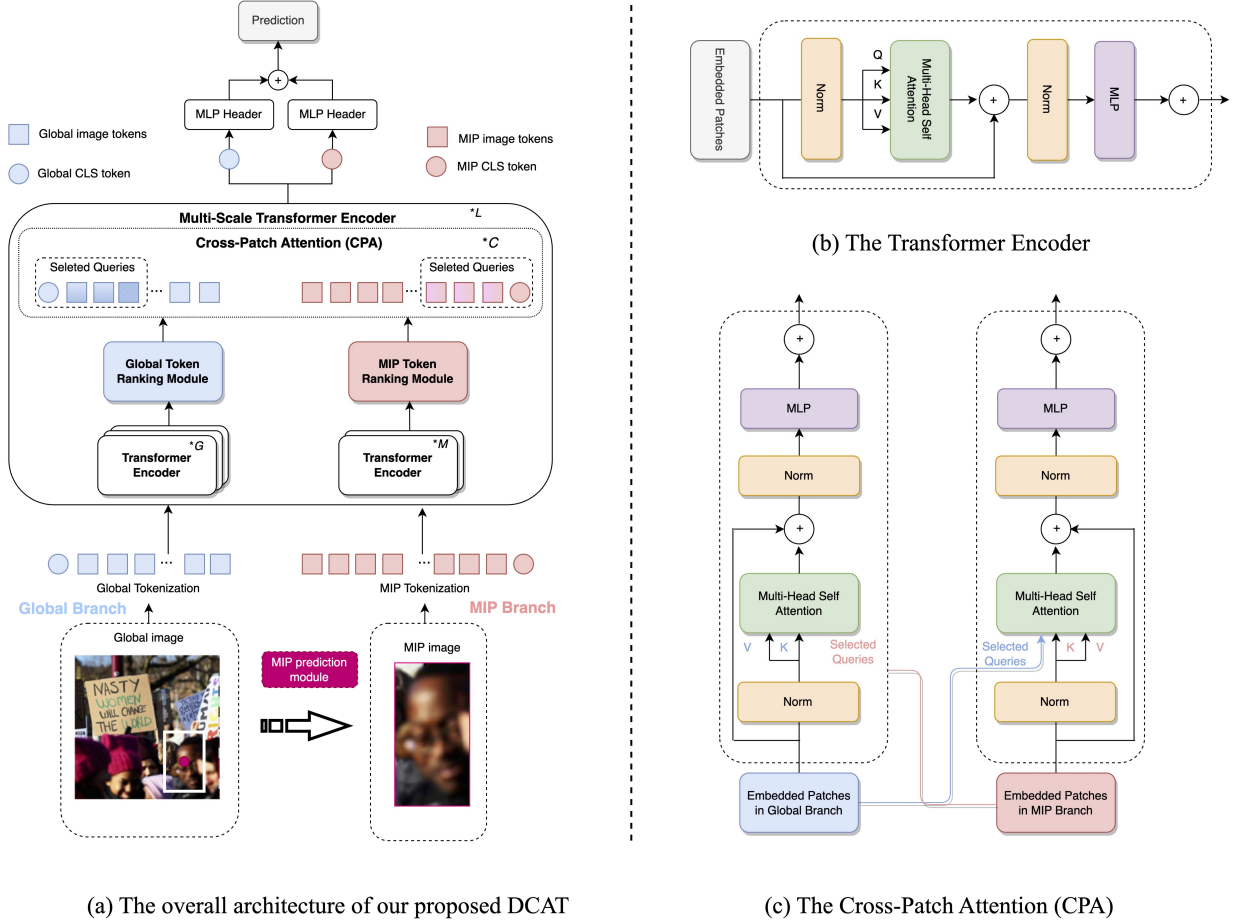 Prediction
+
MLP Header
MLP Header
Global image tokens
Global CLS token
MIP image tokens
MIP CLS token
Multi-Scale Transformer Encoder
*L
Cross-Patch Attention (CPA)
*C
Seleted Queries
...
...
Seleted Queries
Global Token
Ranking Module
MIP Token
Ranking Module
*G
Transformer
Encoder
*M
Transformer
Encoder
...
...
Global Tokenization
MIP Tokenization
Global Branch
MIP Branch
Global image
NASTY
WOMEN
WILL CHANGE
THE WORLD
MIP prediction
module
MIP image
(a) The overall architecture of our proposed DCAT
Embedded Patches
Norm
Q
K
V
Multi-Head Self
Attention
+
Norm
MLP
+
(b) The Transformer Encoder
+
MLP
Norm
+
Multi-Head Self
Attention
V
K
Selected
Queries
Norm
Embedded Patches
in Global Branch
+
MLP
Norm
+
Multi-Head Self
Attention
Selected
Queries
K
V
Norm
Embedded Patches
in MIP Branch
(c) The Cross-Patch Attention (CPA)